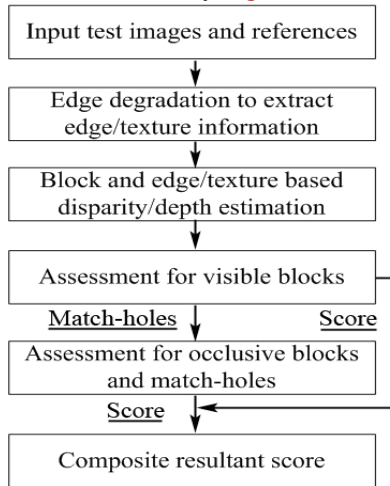 Input test images and references
Edge degradation to extract
edge/texture information
Block and edge/texture based
disparity/depth estimation
Assessment for visible blocks
Match-holes
Score
Assessment for occlusive blocks
and match-holes
Score
Composite resultant score